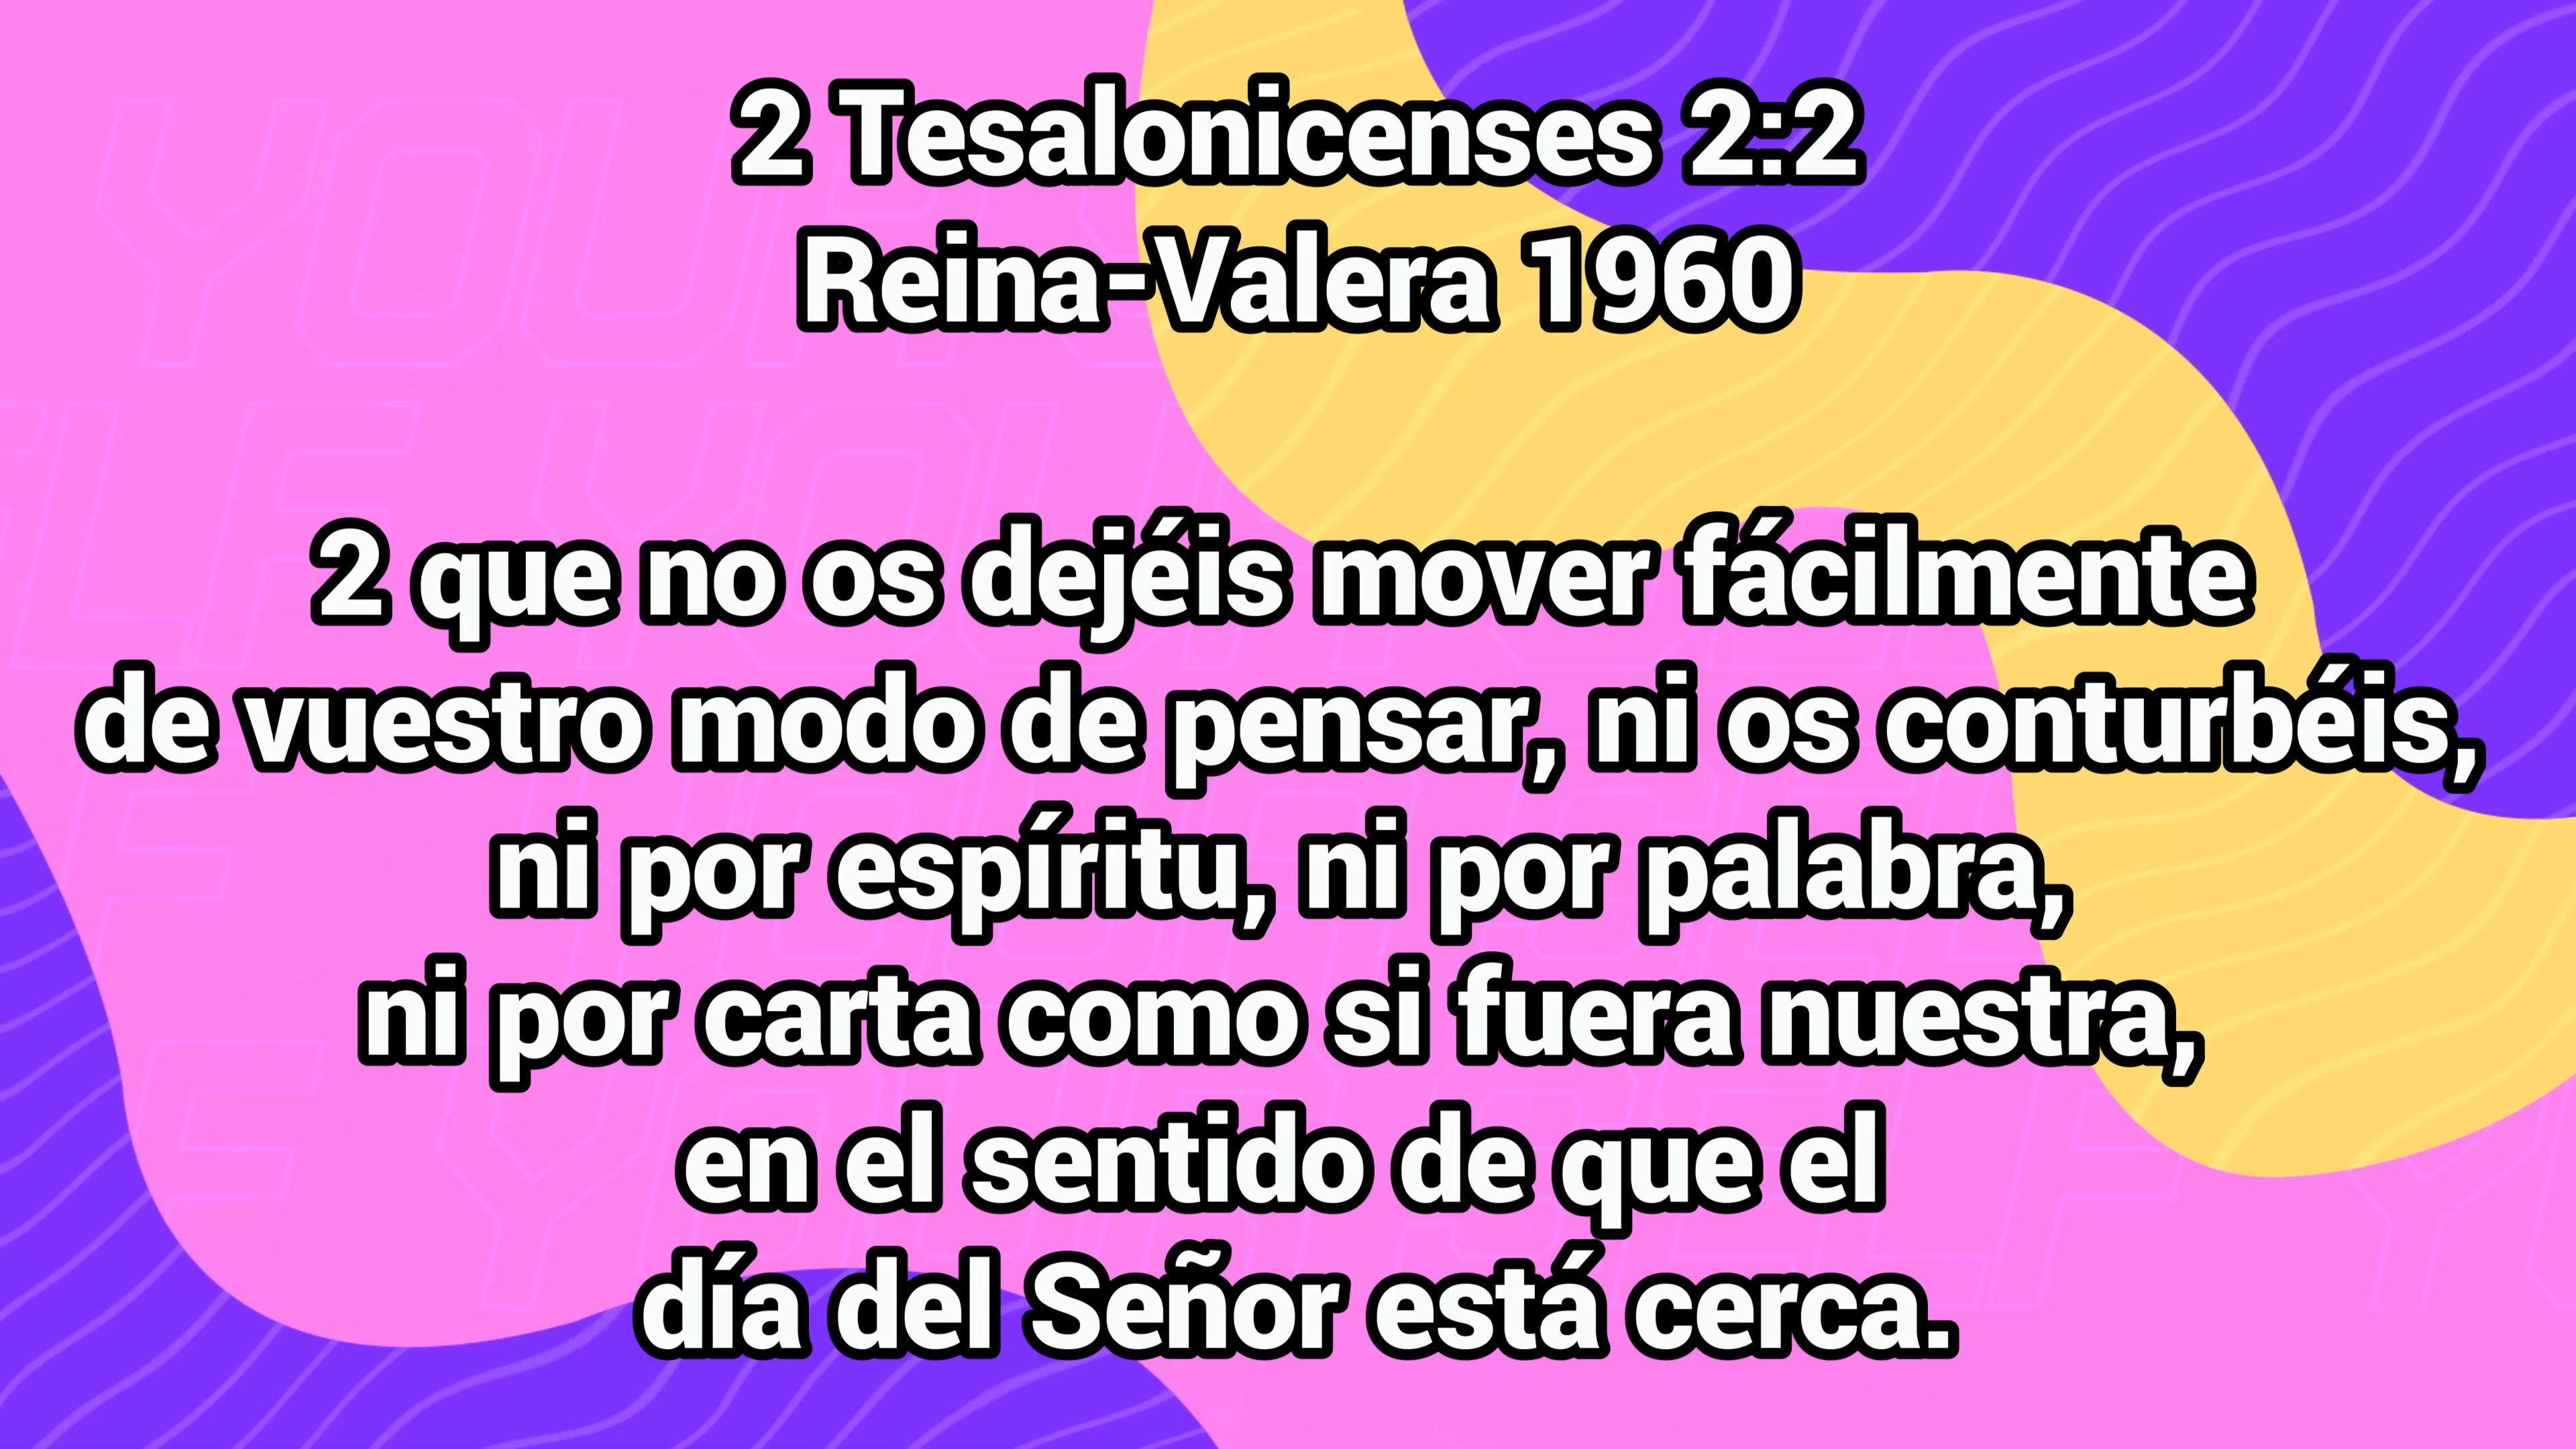 2 Tesalonicenses 2:2
Reina-Valera 1960
2 que no os dejéis mover fácilmente
de vuestro modo de pensar, ni os conturbéis,
ni por espíritu, ni por palabra,
ni por carta como si fuera nuestra,
en el sentido de que el
día del Señor está cerca.